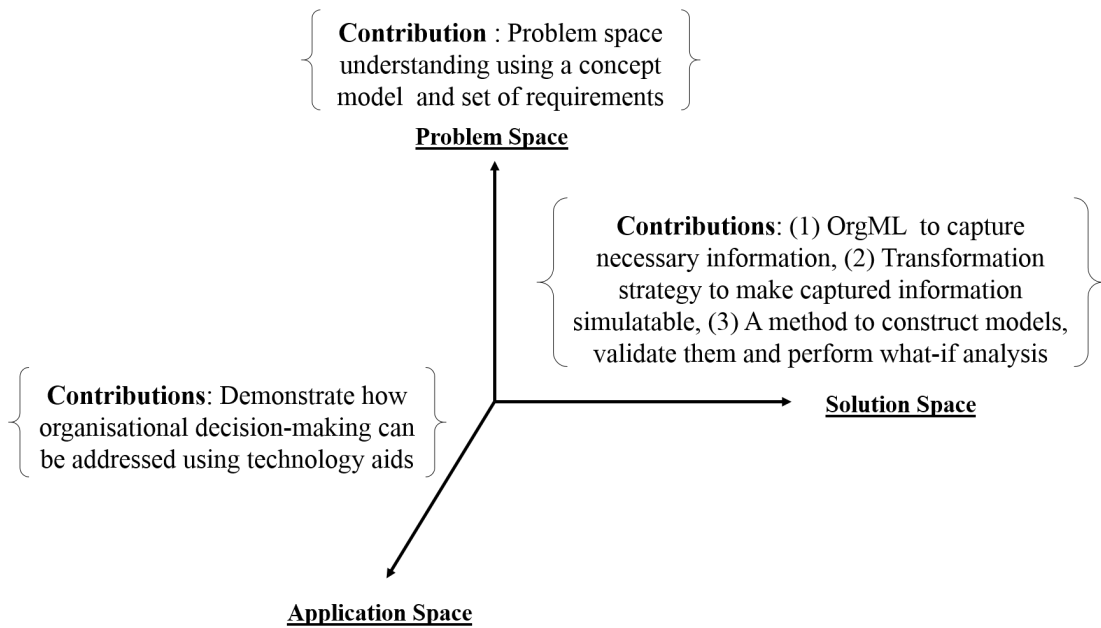 Contribution : Problem space
understanding using a concept
model and set of requirements
Problem Space
Contributions: (1) OrgML to capture
necessary information, (2) Transformation
strategy to make captured information
simulatable, (3) A method to construct models,
validate them and perform what-if analysis
Solution Space
Contributions: Demonstrate how
organisational decision-making can
be addressed using technology aids
Application Space